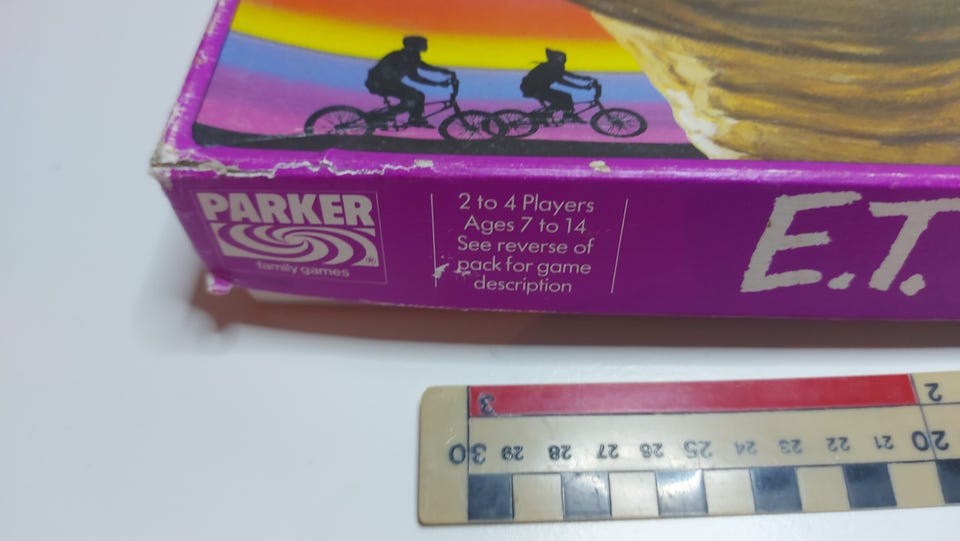 PARKER
®
family games
2 to 4 Players
Ages 7 to 14
See reverse of
pack for game
description
E.T.
3 2
30 29 28 27 26 25 24 23 22 21 20